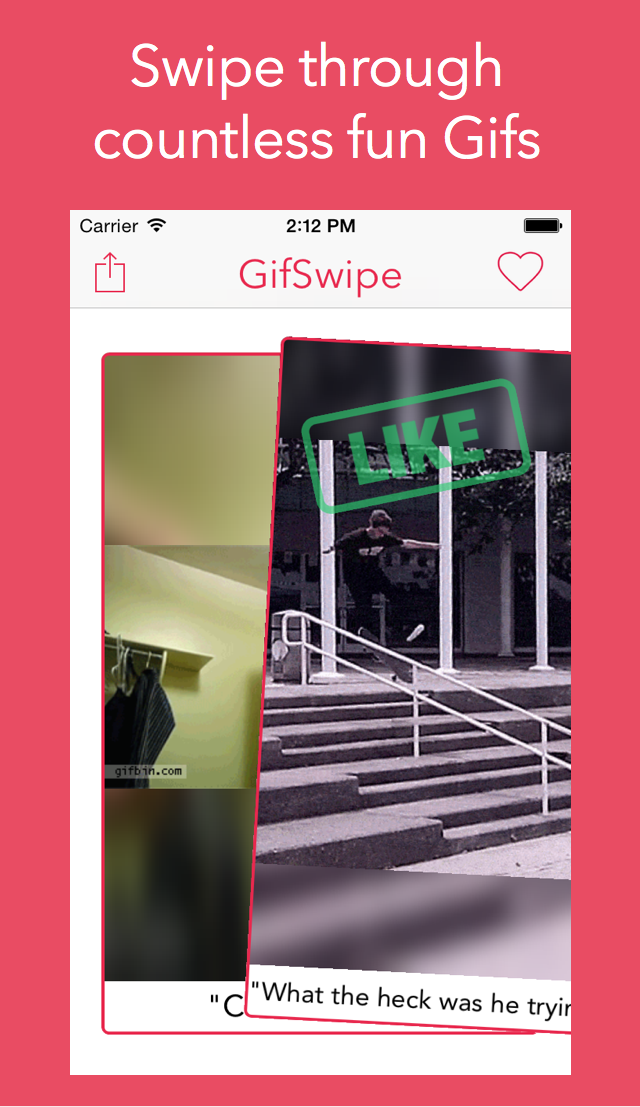 Swipe through
countless fun Gifs
Carrier 2:12 PM
GifSwipe
LIKE
gifbin.com
"C
"What the heck was he tryin